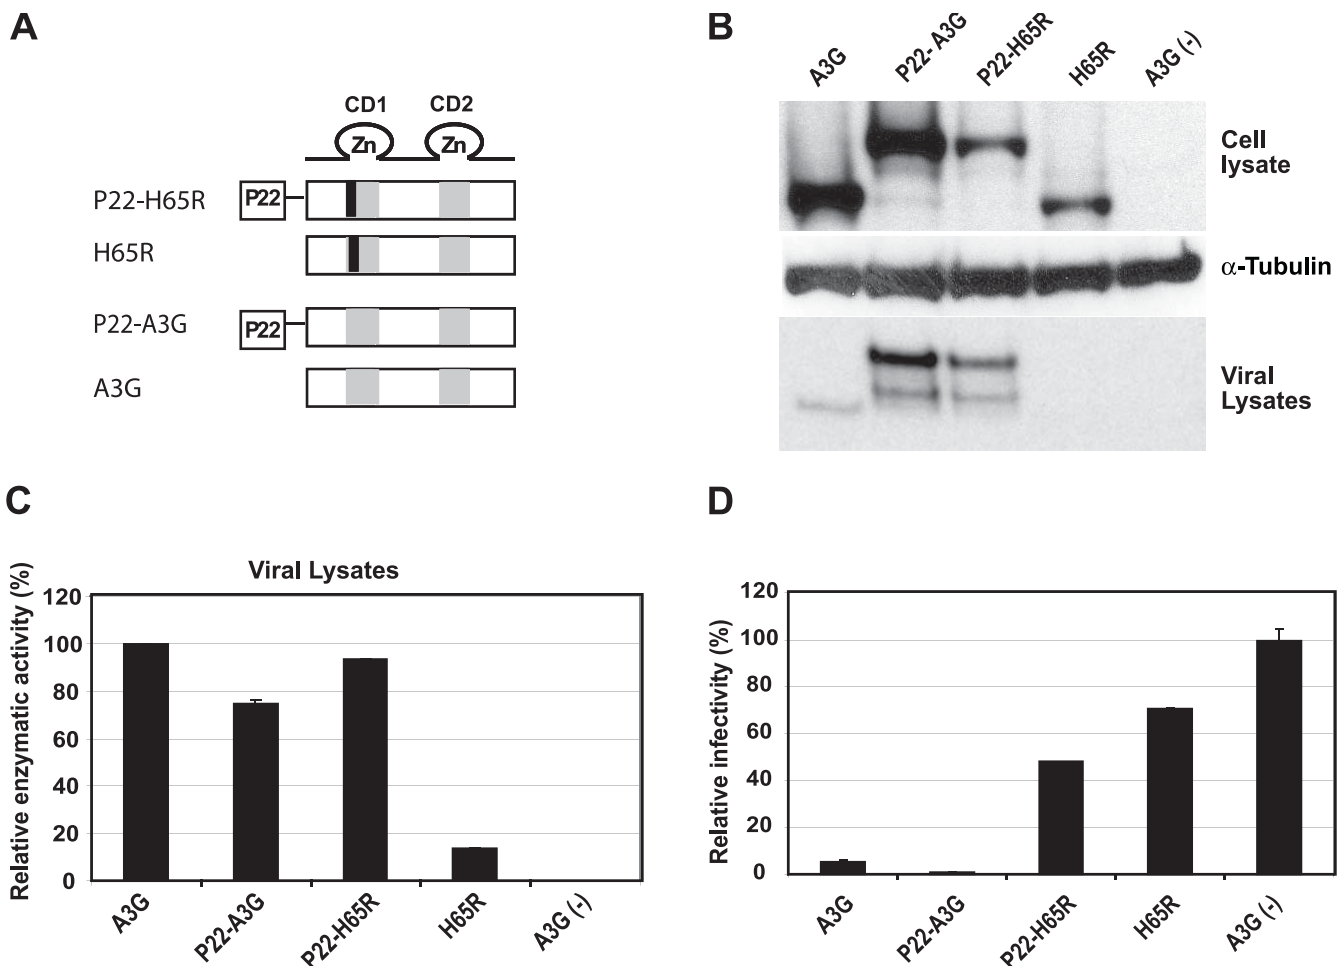 A
CD1 CD2
Zn Zn
P22-H65R P22
H65R
P22-A3G P22
A3G
B
A3G P22- A3G P22-H65R H65R A3G (-)
Cell
lysate
α-Tubulin
Viral
Lysates
C
Viral Lysates
Relative enzymatic activity (%)
120
100
80
60
40
20
0
A3G P22-A3G P22-H65R H65R A3G (-)
D
Relative infectivity (%)
120
100
80
60
40
20
0
A3G P22-A3G P22-H65R H65R A3G (-)